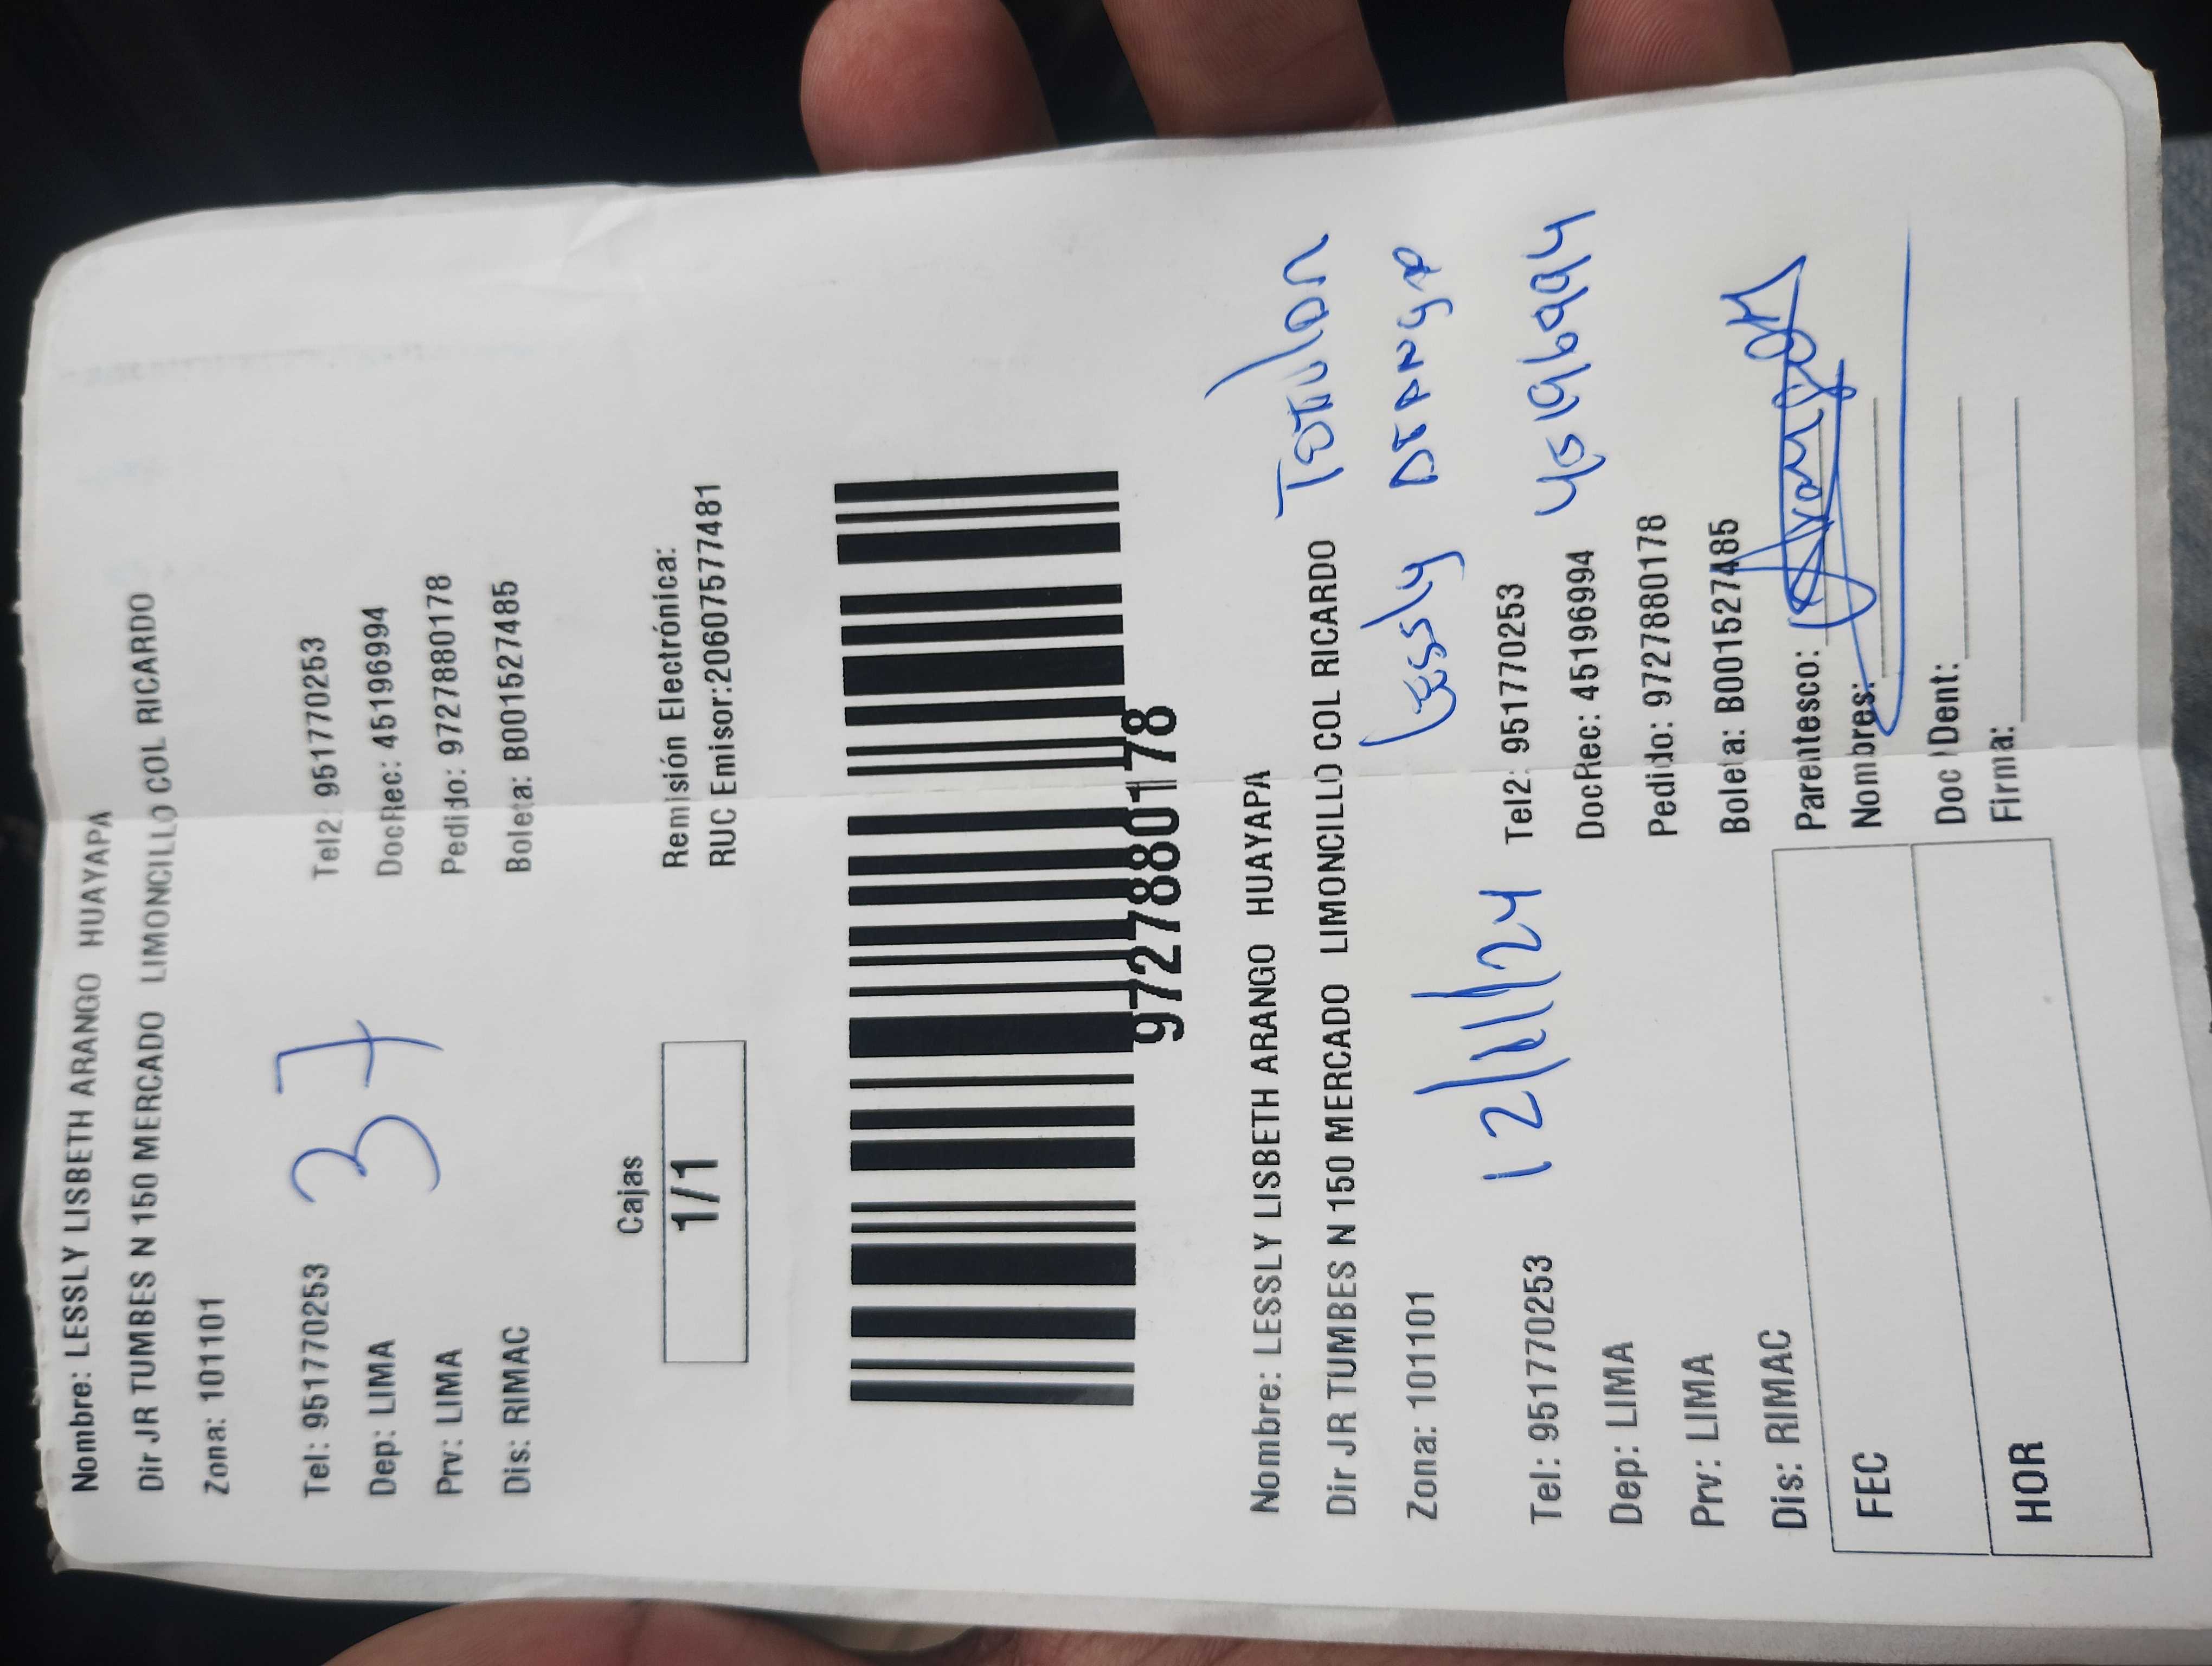 Nombre: LESSLY LISBETH ARANGO HUAYAPA
Dir JR TUMBES N 150 MERCADO LIMONCILLO COL RICARDO
Zona: 101101
37
Tel: 951770253 Tel2: 951770253
Dep: LIMA DocRec: 45196994
Prv: LIMA Pedido: 9727880178
Dis: RIMAC Boleta: B001527485
Cajas
1/1
Remisión Electrónica:
RUC Emisor:20607577481
9727880178
Nombre: LESSLY LISBETH ARANGO HUAYAPA
Dir JR TUMBES N 150 MERCADO LIMONCILLO COL RICARDO
Zona: 101101
Lessly
12/11/24 45196994
Tel: 951770253 Tel2: 951770253
Dep: LIMA DocRec: 45196994
Prv: LIMA Pedido: 9727880178
Dis: RIMAC Boleta: B001527485
FEC
HOR
Parentesco:
Nombres:
Doc Dent:
Firma: